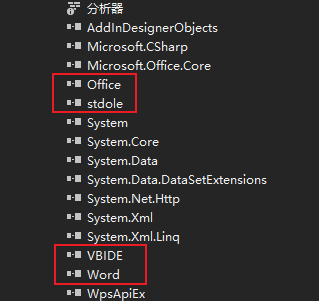 分析器
AddInDesignerObjects
Microsoft.CSharp
Microsoft.Office.Core
Office
stdole
System
System.Core
System.Data
System.Data.DataSetExtensions
System.Net.Http
System.Xml
System.Xml.Linq
VBIDE
Word
WpsApiEx